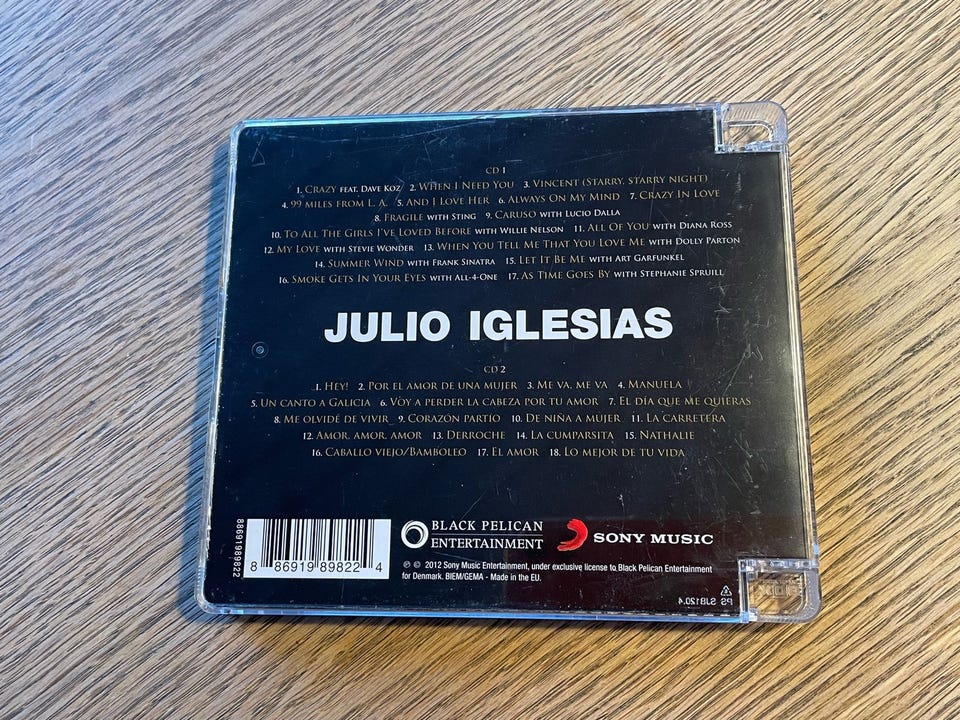 CD 1
1. Crazy feat. Dave Koz 2. When I Need You 3. Vincent (Starry, Starry Night)
4. 99 miles from L. A. 5. And I Love Her 6. Always On My Mind 7. Crazy In Love
8. Fragile with Sting 9. Caruso with Lucio Dalla
10. To All The Girls I've Loved Before with Willie Nelson 11. All Of You with Diana Ross
12. My Love with Stevie Wonder 13. When You Tell Me That You Love Me with Dolly Parton
14. Summer Wind with Frank Sinatra 15. Let It Be Me with Art Garfunkel
16. Smoke Gets In Your Eyes with All-4-One 17. As Time Goes By with Stephanie Spruill
JULIO IGLESIAS
CD 2
1. Hey! 2. Por el amor de una mujer 3. Me va, me va 4. Manuela
5. Un canto a Galicia 6. Voy a perder la cabeza por tu amor 7. El día que me quieras
8. Me olvidé de vivir 9. Corazón partio 10. De niña a mujer 11. La carretera
12. Amor, amor, amor 13. Derroche 14. La cumparsita 15. Nathalie
16. Caballo viejo/Bamboleo 17. El amor 18. Lo mejor de tu vida
88691989822
8 86919 89822 4
BLACK PELICAN
ENTERTAINMENT
SONY MUSIC
℗ © 2012 Sony Music Entertainment, under exclusive license to Black Pelican Entertainment
for Denmark. BIEM/GEMA - Made in the EU.
PS SJB120.4